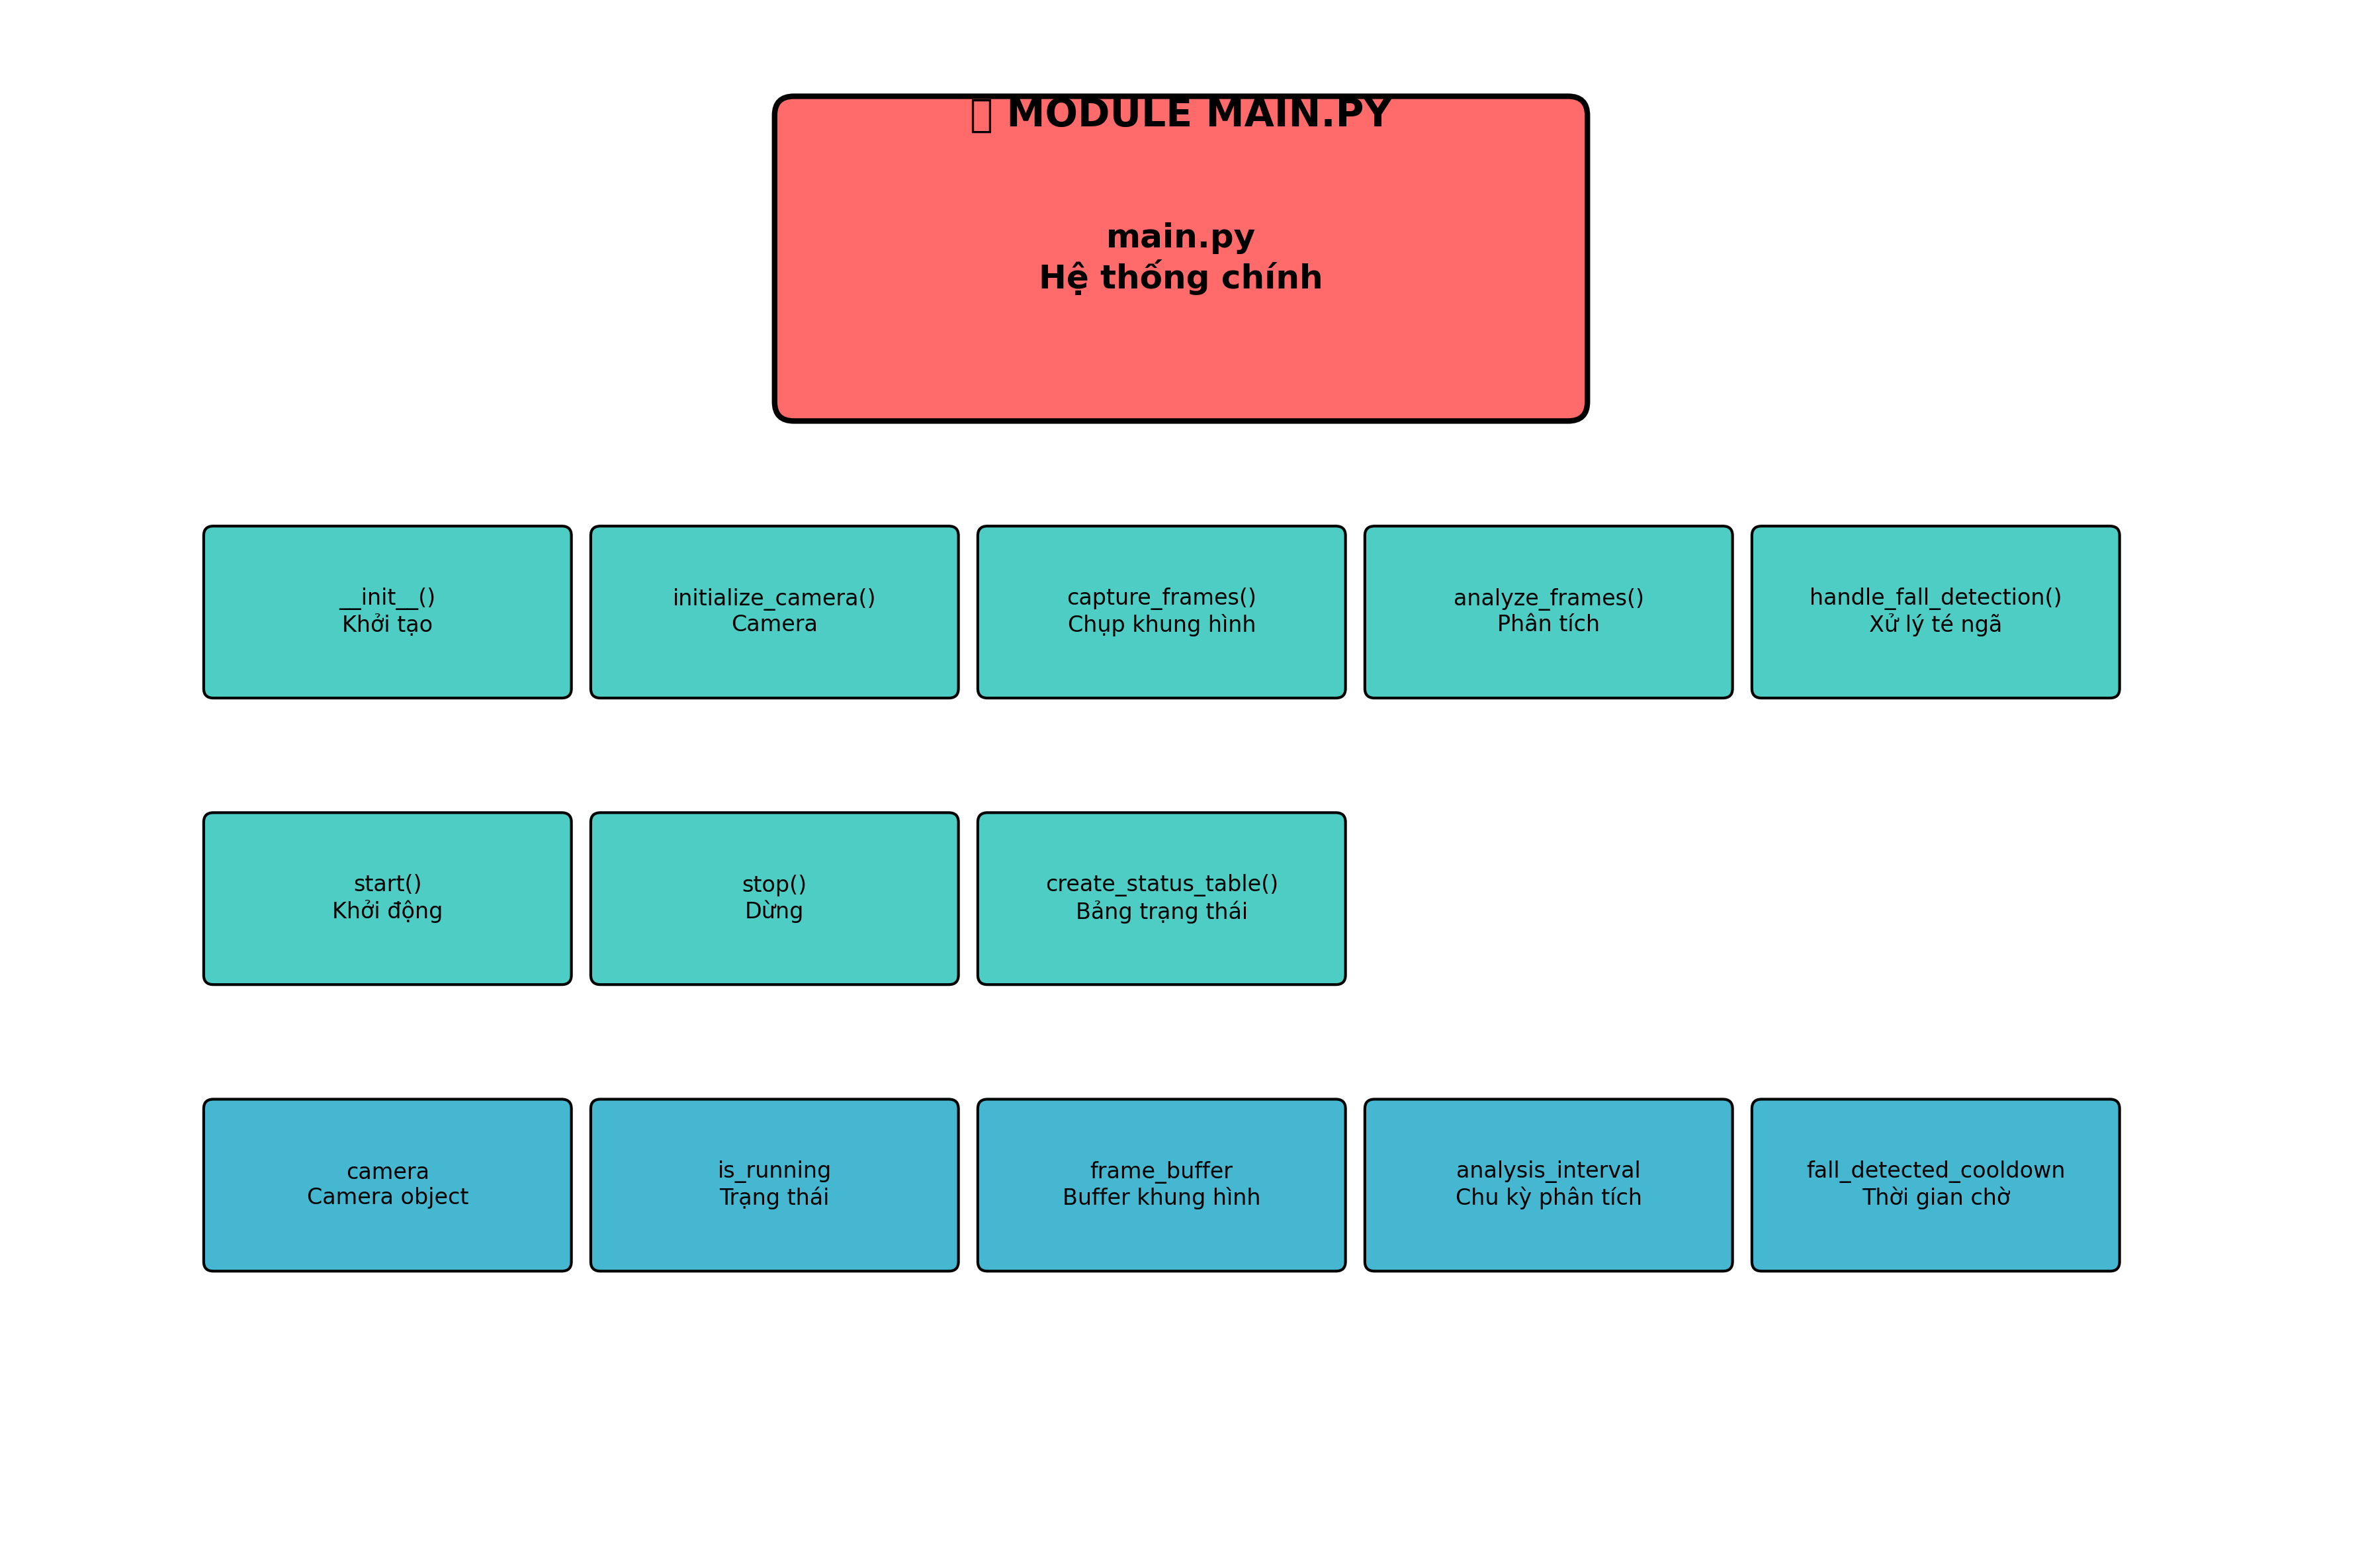 MODULE MAIN.PY
main.py
Hệ thống chính
__init__()
Khởi tạo
initialize_camera()
Camera
capture_frames()
Chụp khung hình
analyze_frames()
Phân tích
handle_fall_detection()
Xử lý té ngã
start()
Khởi động
stop()
Dừng
create_status_table()
Bảng trạng thái
camera
Camera object
is_running
Trạng thái
frame_buffer
Buffer khung hình
analysis_interval
Chu kỳ phân tích
fall_detected_cooldown
Thời gian chờ